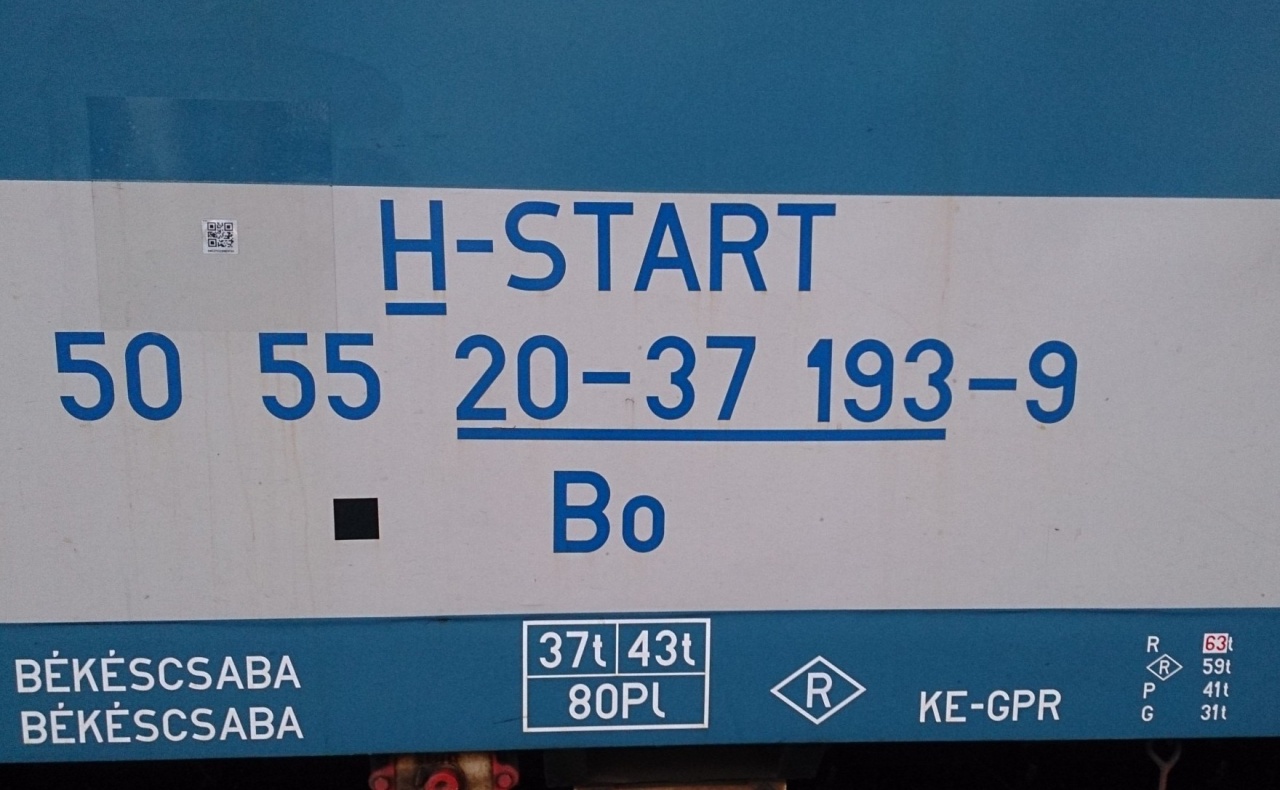 H-START
50 55 20-37 193-9
Bo
BÉKÉSCSABA
BÉKÉSCSABA
37t 43t
80Pl
R
KE-GPR
R 63t
R 59t
P 41t
G 31t